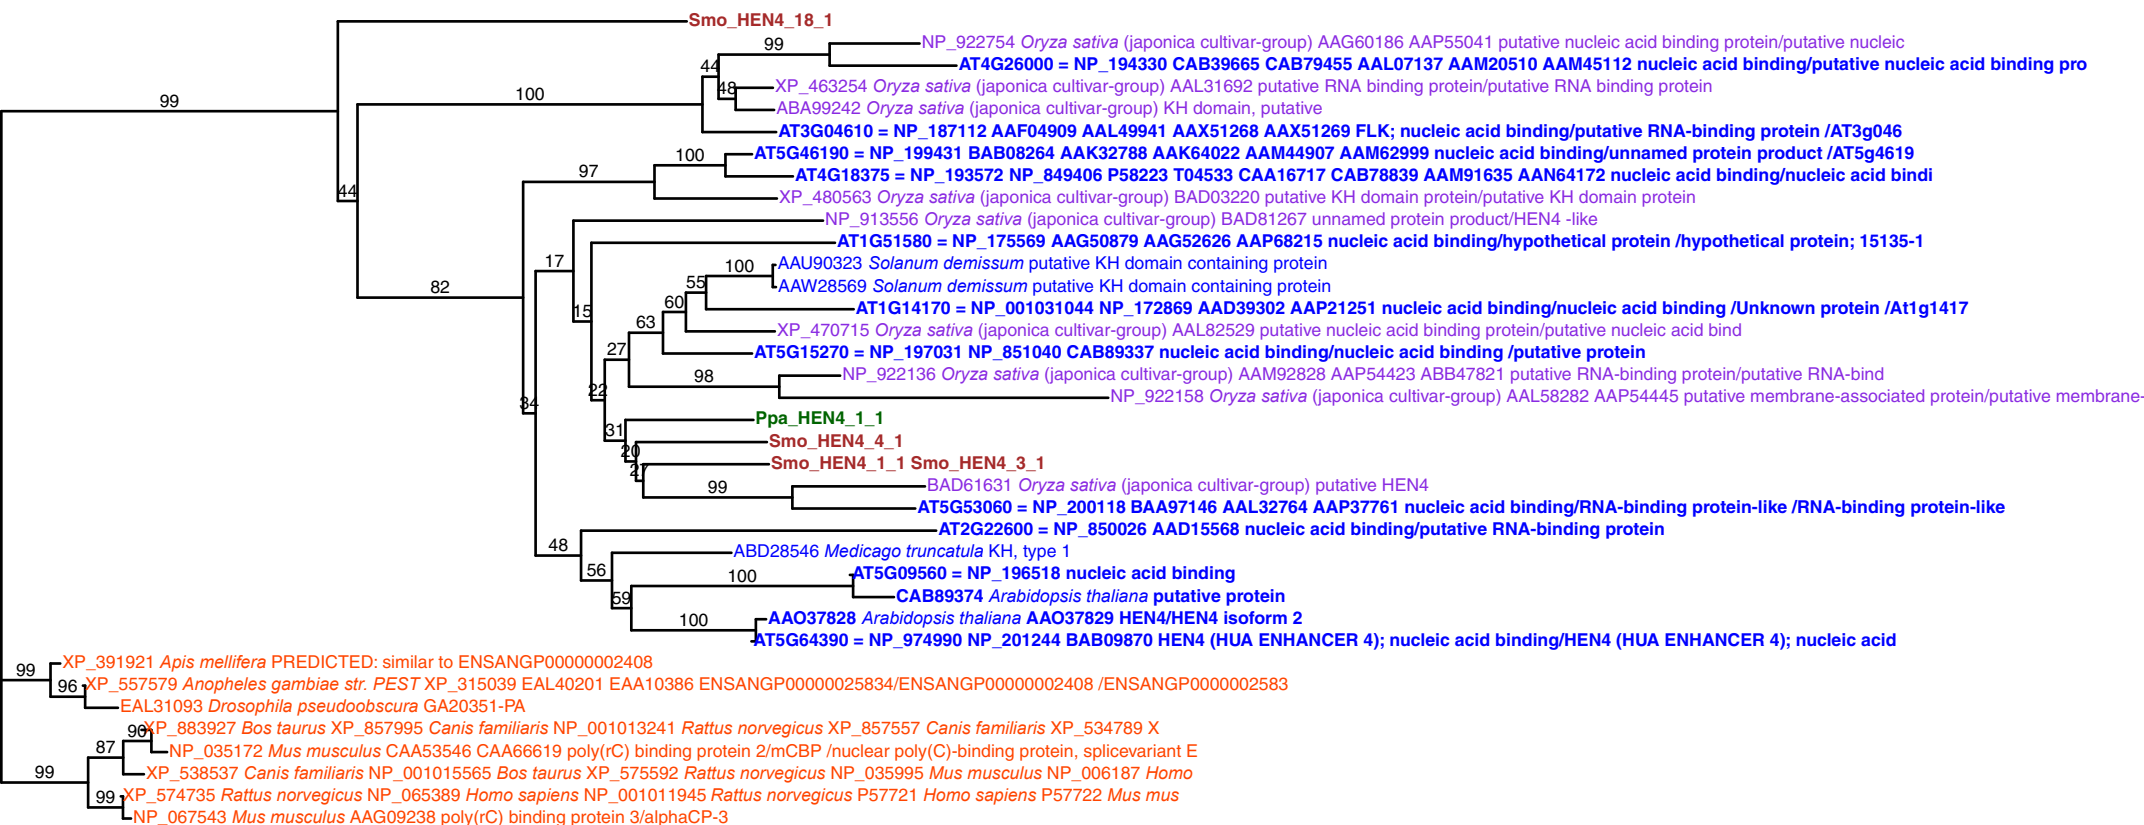 Smo_HEN4_18_1
99
NP_922754 Oryza sativa (japonica cultivar-group) AAG60186 AAP55041 putative nucleic acid binding protein/putative nucleic
44
AT4G26000 = NP_194330 CAB39665 CAB79455 AAL07137 AAM20510 AAM45112 nucleic acid binding/putative nucleic acid binding pro
48
XP_463254 Oryza sativa (japonica cultivar-group) AAL31692 putative RNA binding protein/putative RNA binding protein
99
100
ABA99242 Oryza sativa (japonica cultivar-group) KH domain, putative
AT3G04610 = NP_187112 AAF04909 AAL49941 AAX51268 AAX51269 FLK; nucleic acid binding/putative RNA-binding protein /AT3g046
100
AT5G46190 = NP_199431 BAB08264 AAK32788 AAK64022 AAM44907 AAM62999 nucleic acid binding/unnamed protein product /AT5g4619
97
AT4G18375 = NP_193572 NP_849406 P58223 T04533 CAA16717 CAB78839 AAM91635 AAN64172 nucleic acid binding/nucleic acid bindi
44
XP_480563 Oryza sativa (japonica cultivar-group) BAD03220 putative KH domain protein/putative KH domain protein
NP_913556 Oryza sativa (japonica cultivar-group) BAD81267 unnamed protein product/HEN4 -like
AT1G51580 = NP_175569 AAG50879 AAG52626 AAP68215 nucleic acid binding/hypothetical protein /hypothetical protein; 15135-1
17
100
AAU90323 Solanum demissum putative KH domain containing protein
82
55
AAW28569 Solanum demissum putative KH domain containing protein
15
60
AT1G14170 = NP_001031044 NP_172869 AAD39302 AAP21251 nucleic acid binding/nucleic acid binding /Unknown protein /At1g1417
63
XP_470715 Oryza sativa (japonica cultivar-group) AAL82529 putative nucleic acid binding protein/putative nucleic acid bind
27
AT5G15270 = NP_197031 NP_851040 CAB89337 nucleic acid binding/nucleic acid binding /putative protein
98
NP_922136 Oryza sativa (japonica cultivar-group) AAM92828 AAP54423 ABB47821 putative RNA-binding protein/putative RNA-bind
22
34
NP_922158 Oryza sativa (japonica cultivar-group) AAL58282 AAP54445 putative membrane-associated protein/putative membrane-
Ppa_HEN4_1_1
31
Smo_HEN4_4_1
20
27
Smo_HEN4_1_1 Smo_HEN4_3_1
99
BAD61631 Oryza sativa (japonica cultivar-group) putative HEN4
AT5G53060 = NP_200118 BAA97146 AAL32764 AAP37761 nucleic acid binding/RNA-binding protein-like /RNA-binding protein-like
AT2G22600 = NP_850026 AAD15568 nucleic acid binding/putative RNA-binding protein
48
ABD28546 Medicago truncatula KH, type 1
56
100
AT5G09560 = NP_196518 nucleic acid binding
59
CAB89374 Arabidopsis thaliana putative protein
100
AAO37828 Arabidopsis thaliana AAO37829 HEN4/HEN4 isoform 2
AT5G64390 = NP_974990 NP_201244 BAB09870 HEN4 (HUA ENHANCER 4); nucleic acid binding/HEN4 (HUA ENHANCER 4); nucleic acid
99
XP_391921 Apis mellifera PREDICTED: similar to ENSANGP00000002408
96
XP_557579 Anopheles gambiae str. PEST XP_315039 EAL40201 EAA10386 ENSANGP00000025834/ENSANGP00000002408 /ENSANGP0000002583
EAL31093 Drosophila pseudoobscura GA20351-PA
90
XP_883927 Bos taurus XP_857995 Canis familiaris NP_001013241 Rattus norvegicus XP_857557 Canis familiaris XP_534789 X
87
NP_035172 Mus musculus CAA53546 CAA66619 poly(rC) binding protein 2/mCBP /nuclear poly(C)-binding protein, splicevariant E
99
XP_538537 Canis familiaris NP_001015565 Bos taurus XP_575592 Rattus norvegicus NP_035995 Mus musculus NP_006187 Homo
99
XP_574735 Rattus norvegicus NP_065389 Homo sapiens NP_001011945 Rattus norvegicus P57721 Homo sapiens P57722 Mus mus
NP_067543 Mus musculus AAG09238 poly(rC) binding protein 3/alphaCP-3